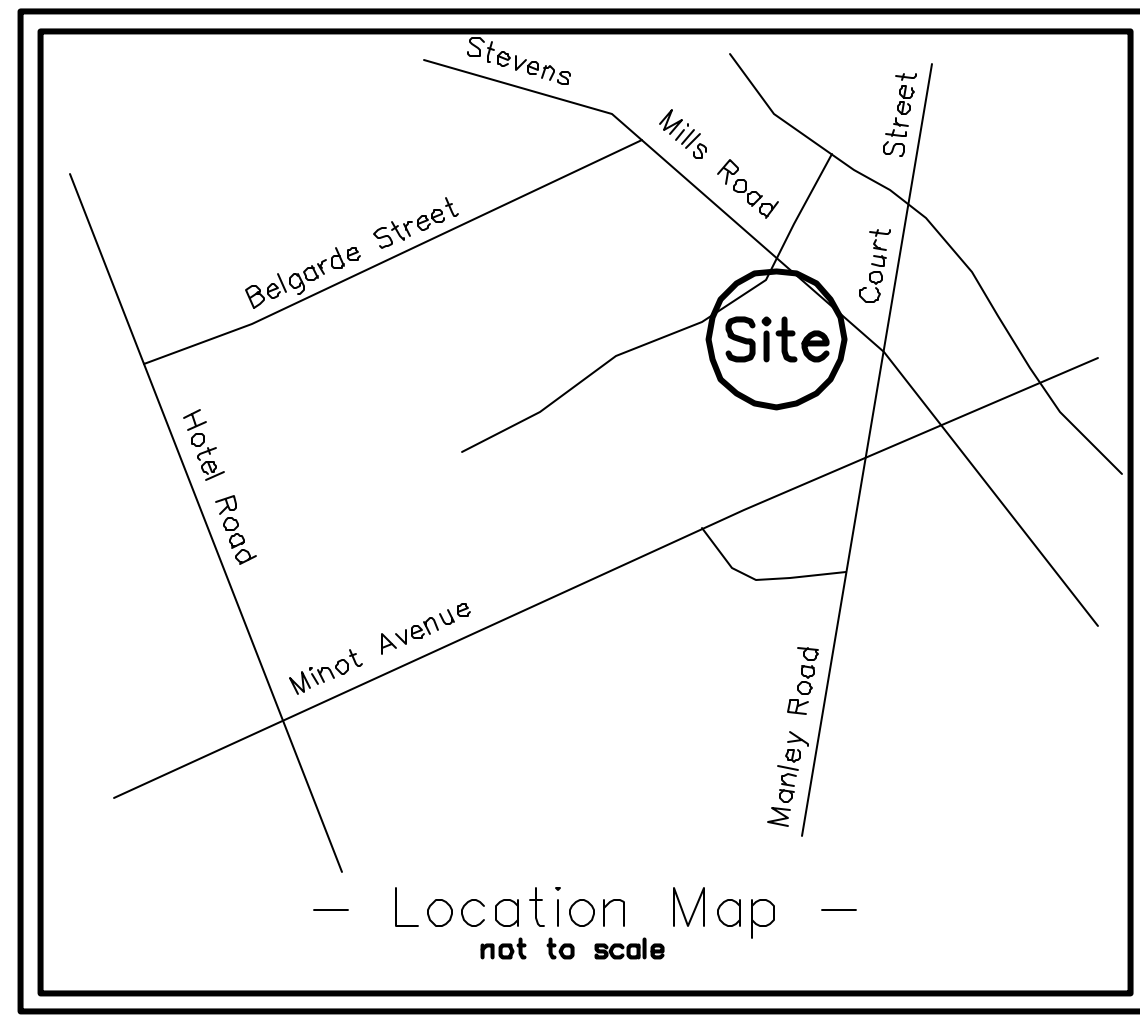 Stevens
Mills Road
Street
Court
Belgarde Street
Site
Hotel Road
Minot Avenue
Manley Road
– Location Map –
not to scale